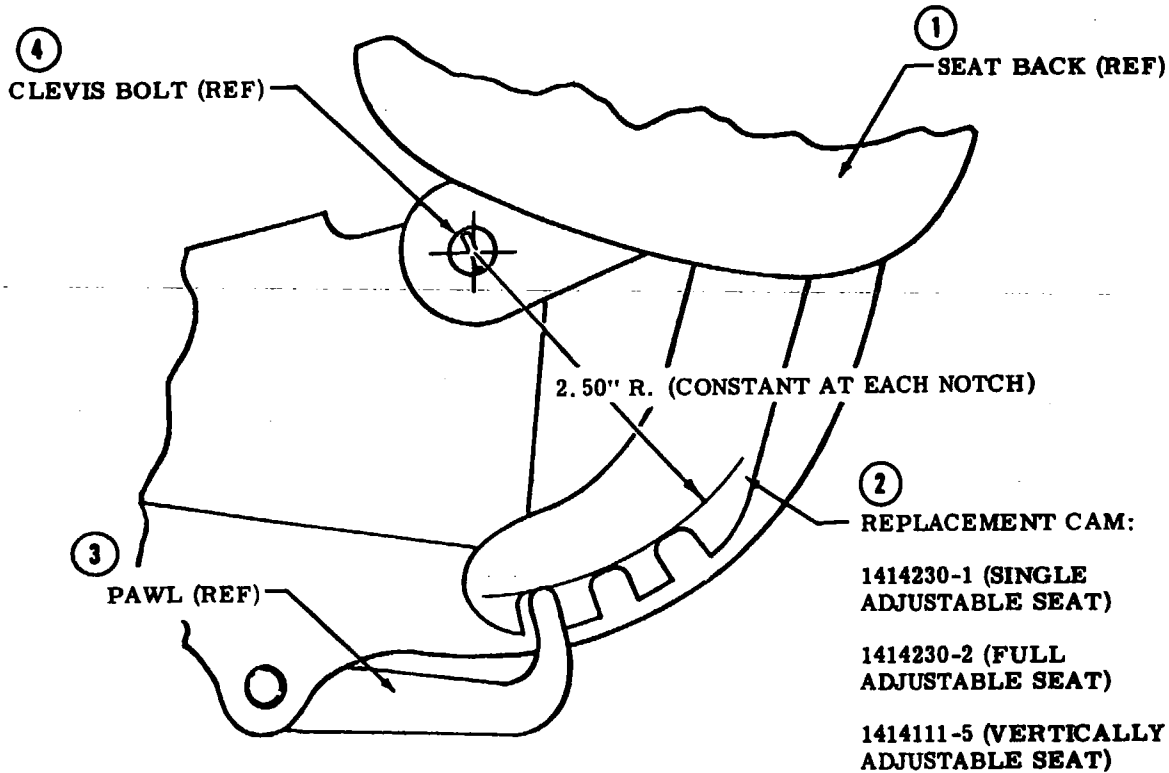 4
CLEVIS BOLT (REF)
1
SEAT BACK (REF)
2.50" R. (CONSTANT AT EACH NOTCH)
2
REPLACEMENT CAM:
1414230-1 (SINGLE
ADJUSTABLE SEAT)
1414230-2 (FULL
ADJUSTABLE SEAT)
1414111-5 (VERTICALLY
ADJUSTABLE SEAT)
3
PAWL (REF)